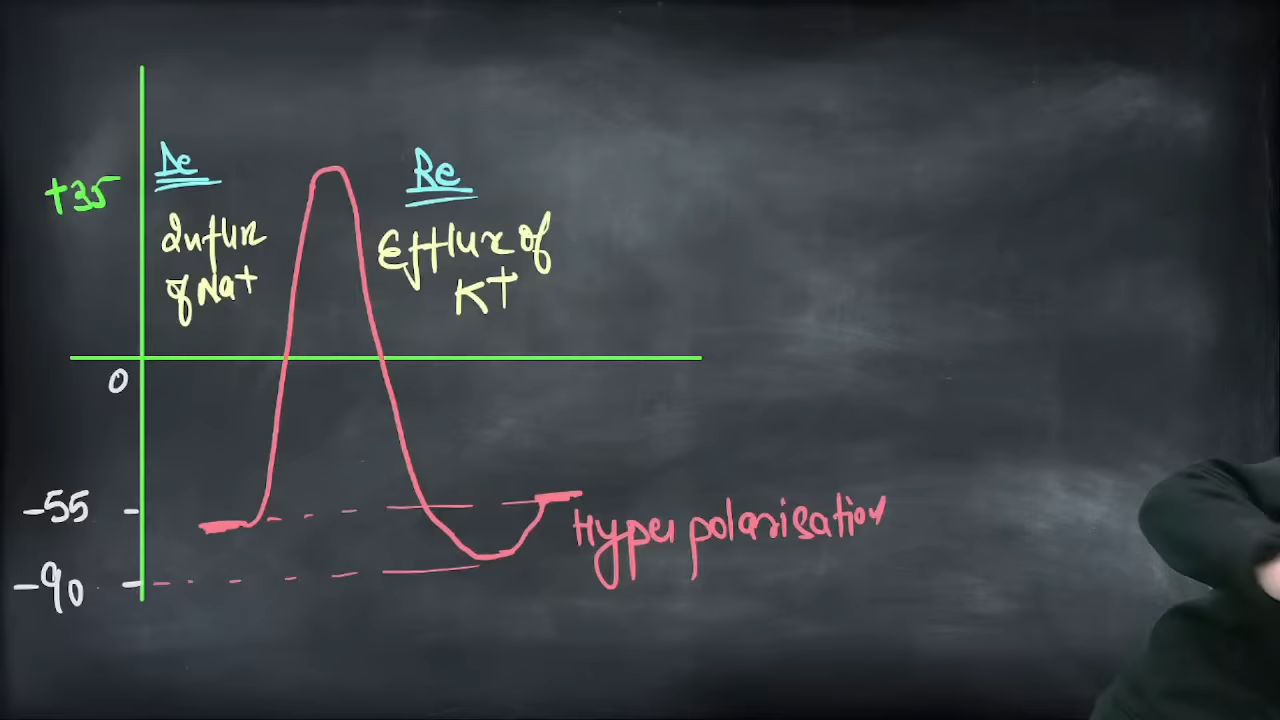 De
Re
+35
Influx
of Na+
Efflux of
K+
0
-55
Hyperpolarisation
-90